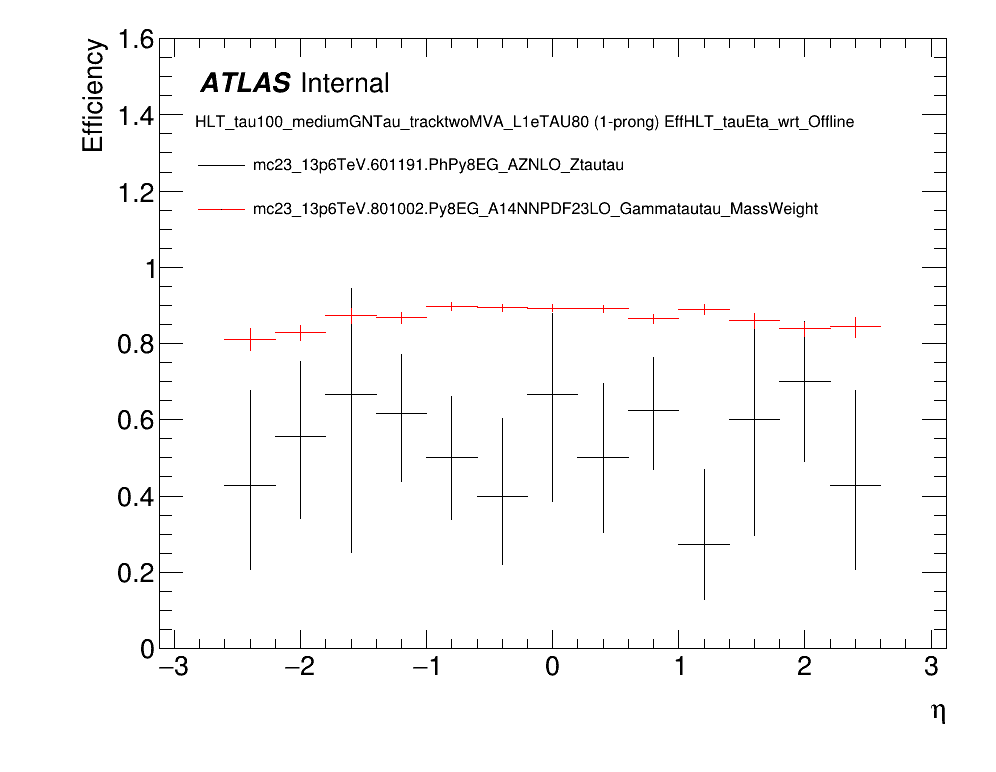 Efficiency
1.6
1.4
1.2
1
0.8
0.6
0.4
0.2
0
ATLAS Internal
HLT_tau100_mediumGNTau_tracktwoMVA_L1eTAU80 (1-prong) EffHLT_tauEta_wrt_Offline
mc23_13p6TeV.601191.PhPy8EG_AZNLO_Ztautau
mc23_13p6TeV.801002.Py8EG_A14NNPDF23LO_Gammatautau_MassWeight
−3 −2 −1 0 1 2 3
η